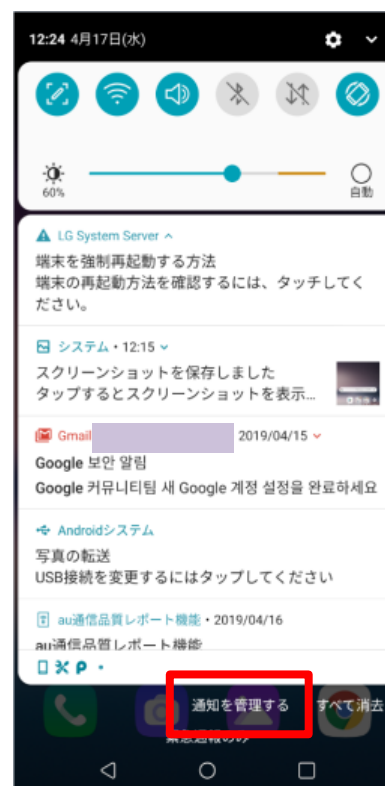 12:24 4月17日(水)
60%
自動
LG System Server
端末を強制再起動する方法
端末の再起動方法を確認するには、タッチしてく
ださい。
システム・12:15
スクリーンショットを保存しました
タップするとスクリーンショットを表示...
Gmail 2019/04/15
Google 보안 알림
Google 커뮤니티팀 새 Google 계정 설정을 완료하세요
Androidシステム
写真の転送
USB接続を変更するにはタップしてください
au通信品質レポート機能・2019/04/16
au通信品質レポート機能
通知を管理する すべて消去
緊急通報のみ